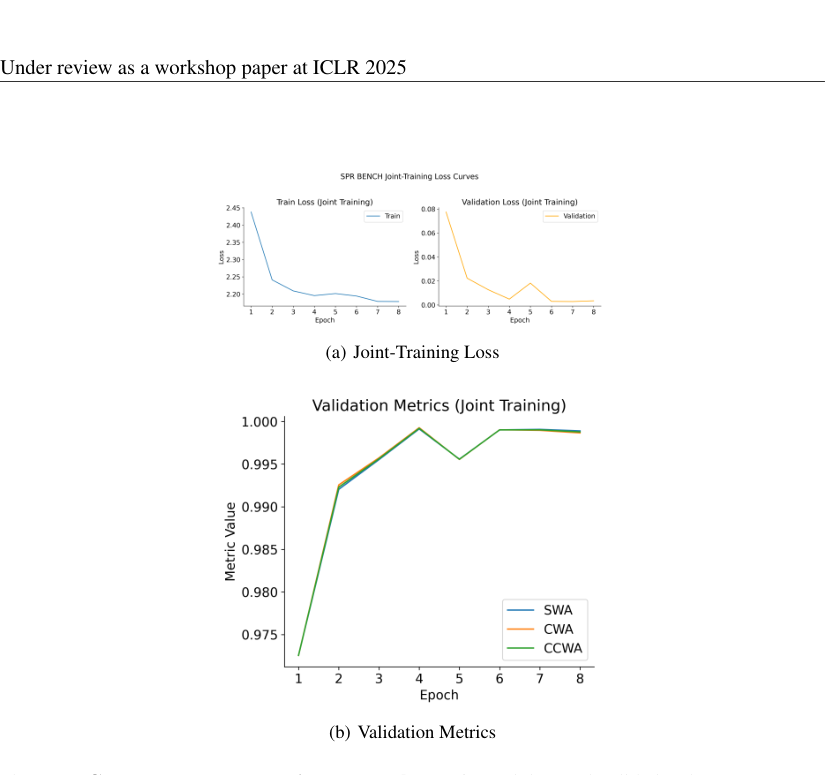 Under review as a workshop paper at ICLR 2025
SPR BENCH Joint-Training Loss Curves
Train Loss (Joint Training)
2.45
2.40
2.35
2.30
2.25
2.20
Loss
Train
1 2 3 4 5 6 7 8
Epoch
Validation Loss (Joint Training)
0.08
0.06
0.04
0.02
0.00
Loss
Validation
1 2 3 4 5 6 7 8
Epoch
(a) Joint-Training Loss
Validation Metrics (Joint Training)
1.000
0.995
0.990
0.985
0.980
0.975
Metric Value
SWA
CWA
CCWA
1 2 3 4 5 6 7 8
Epoch
(b) Validation Metrics